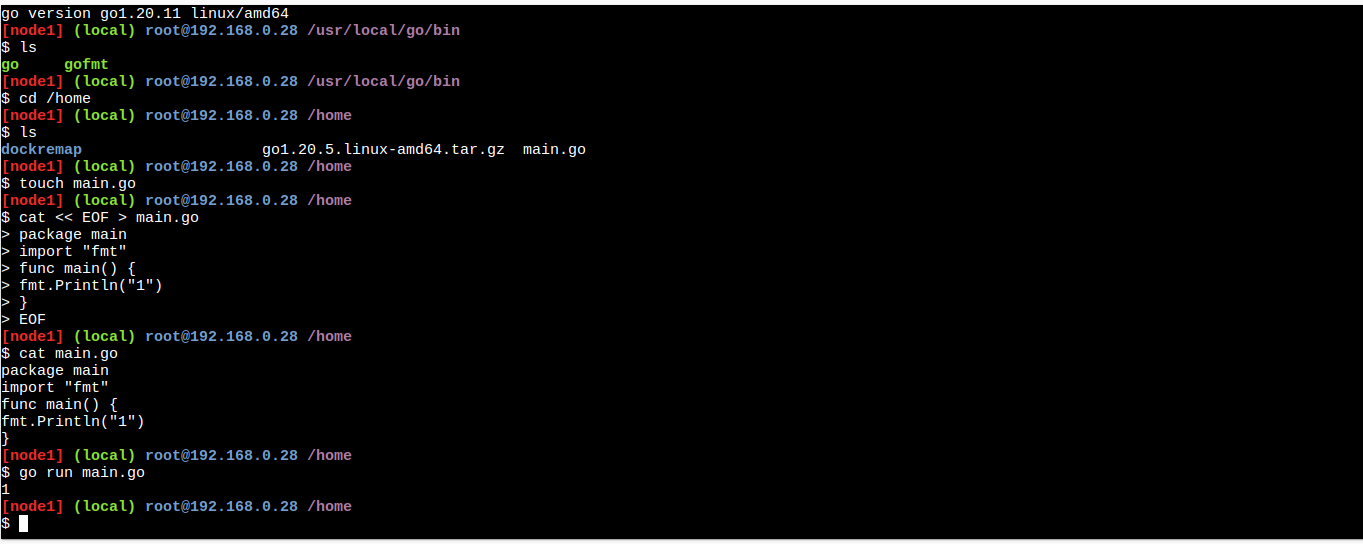 go version go1.20.11 linux/amd64
[node1] (local) root@192.168.0.28 /usr/local/go/bin
$ ls
go     gofmt
[node1] (local) root@192.168.0.28 /usr/local/go/bin
$ cd /home
[node1] (local) root@192.168.0.28 /home
$ ls
dockremap                    go1.20.5.linux-amd64.tar.gz  main.go
[node1] (local) root@192.168.0.28 /home
$ touch main.go
[node1] (local) root@192.168.0.28 /home
$ cat << EOF > main.go
> package main
> import "fmt"
> func main() {
> fmt.Println("1")
> }
> EOF
[node1] (local) root@192.168.0.28 /home
$ cat main.go
package main
import "fmt"
func main() {
fmt.Println("1")
}
[node1] (local) root@192.168.0.28 /home
$ go run main.go
1
[node1] (local) root@192.168.0.28 /home
$